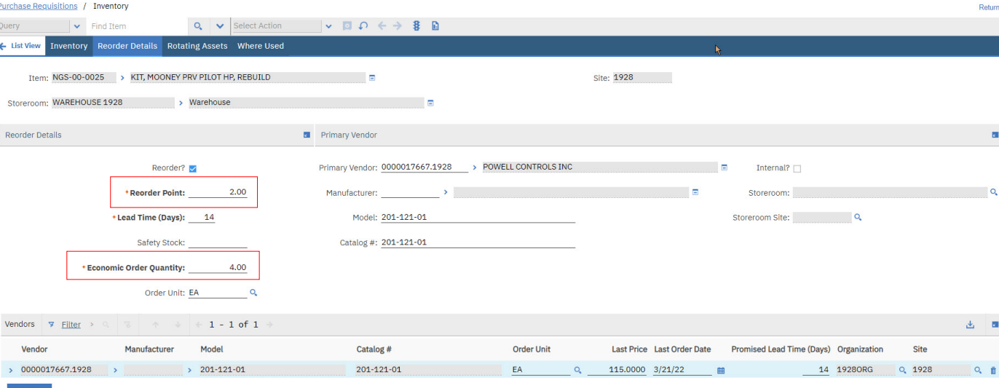 Purchase Requisitions / Inventory Return
Query Find Item Select Action
List View Inventory Reorder Details Rotating Assets Where Used
Item: NGS-00-0025 KIT, MOONEY PRV PILOT HP, REBUILD Site: 1928
Storeroom: WAREHOUSE 1928 Warehouse
Reorder Details Primary Vendor
Reorder? Primary Vendor: 0000017667.1928 POWELL CONTROLS INC Internal?
* Reorder Point: 2.00 Manufacturer: Storeroom:
* Lead Time (Days): 14 Model: 201-121-01 Storeroom Site:
Safety Stock: Catalog #: 201-121-01
* Economic Order Quantity: 4.00
Order Unit: EA
Vendors Filter 1 - 1 of 1
Vendor Manufacturer Model Catalog # Order Unit Last Price Last Order Date Promised Lead Time (Days) Organization Site
0000017667.1928 201-121-01 201-121-01 EA 115.0000 3/21/22 14 1928ORG 1928